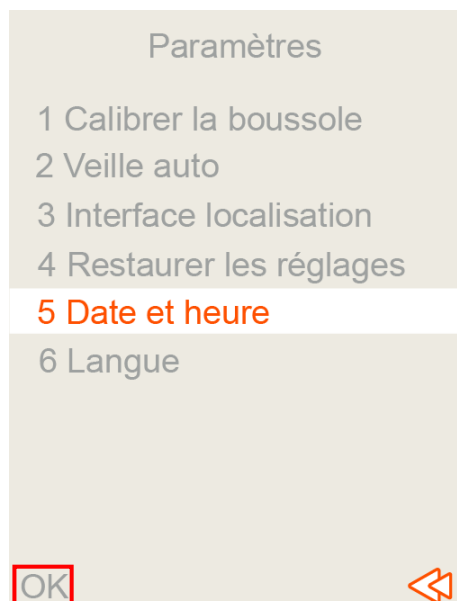 Paramètres
1 Calibrer la boussole
2 Veille auto
3 Interface localisation
4 Restaurer les réglages
5 Date et heure
6 Langue
OK